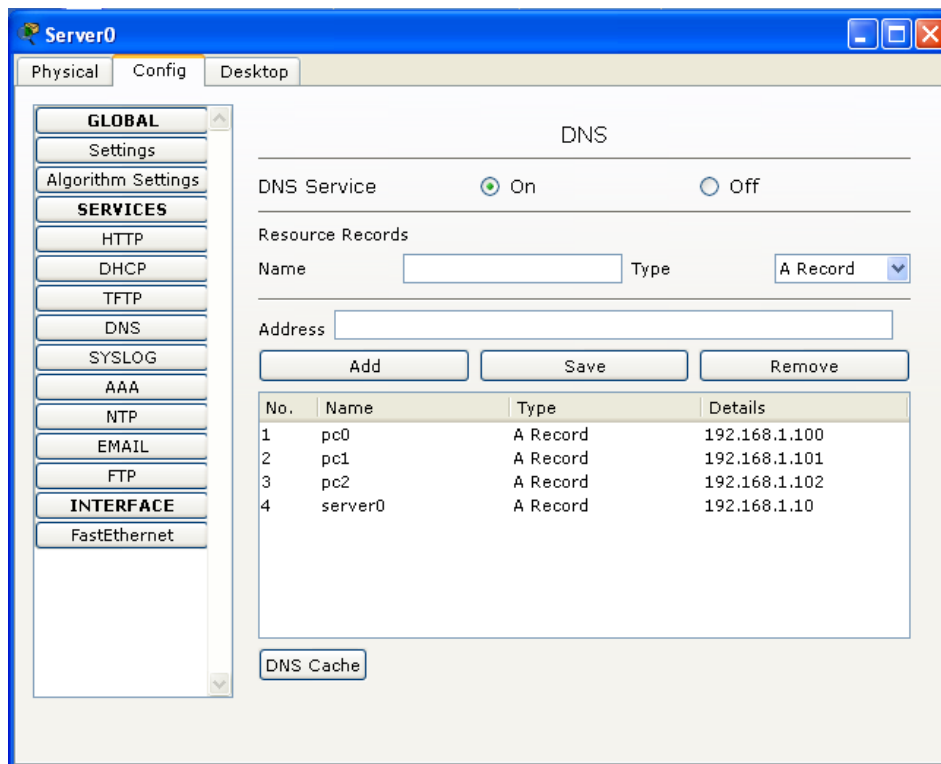 Server0
Physical Config Desktop
GLOBAL
Settings
Algorithm Settings
SERVICES
HTTP
DHCP
TFTP
DNS
SYSLOG
AAA
NTP
EMAIL
FTP
INTERFACE
FastEthernet
DNS
DNS Service On Off
Resource Records
Name Type A Record
Address
Add Save Remove
No. Name Type Details
1 pc0 A Record 192.168.1.100
2 pc1 A Record 192.168.1.101
3 pc2 A Record 192.168.1.102
4 server0 A Record 192.168.1.10
DNS Cache